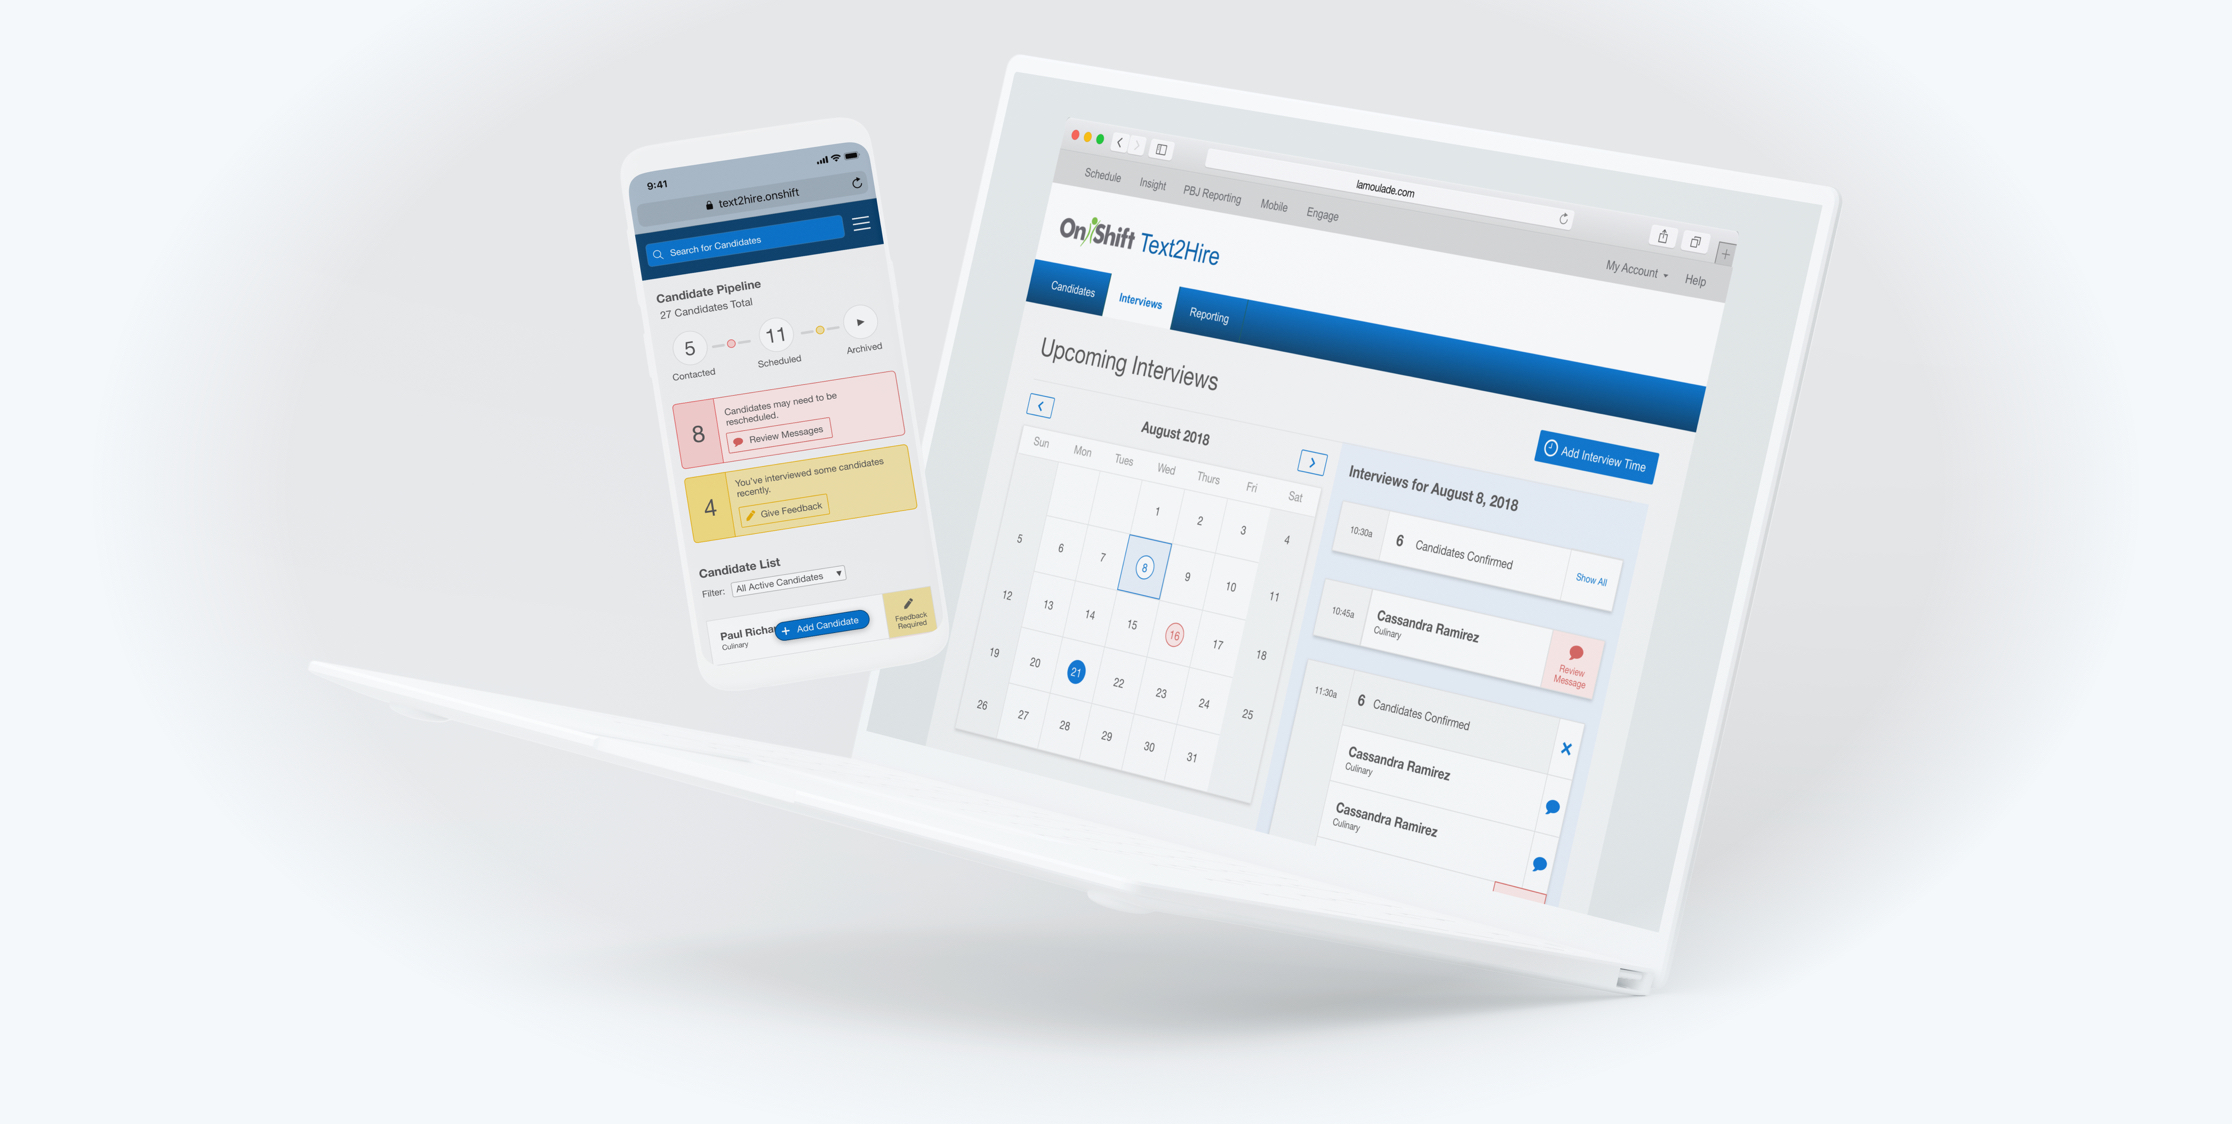 9:41
text2hire.onshift
Search for Candidates
Candidate Pipeline
27 Candidates Total
5
11
Contacted
Scheduled
Archived
8
Candidates may need to be
rescheduled.
Review Messages
4
You've interviewed some candidates
recently.
Give Feedback
Candidate List
Filter: All Active Candidates
Paul Richar
Culinary
+ Add Candidate
Feedback
Required
lamoulade.com
Schedule Insight PBJ Reporting Mobile Engage
My Account Help
OnShift Text2Hire
Candidates Interviews Reporting
Upcoming Interviews
August 2018
Sun Mon Tues Wed Thurs Fri Sat
1 2 3 4
5 6 7 8 9 10 11
12 13 14 15 16 17 18
19 20 21 22 23 24 25
26 27 28 29 30 31
Add Interview Time
Interviews for August 8, 2018
10:30a 6 Candidates Confirmed Show All
10:45a Cassandra Ramirez
Culinary
Review
Message
11:30a 6 Candidates Confirmed
Cassandra Ramirez
Culinary
Cassandra Ramirez
Culinary